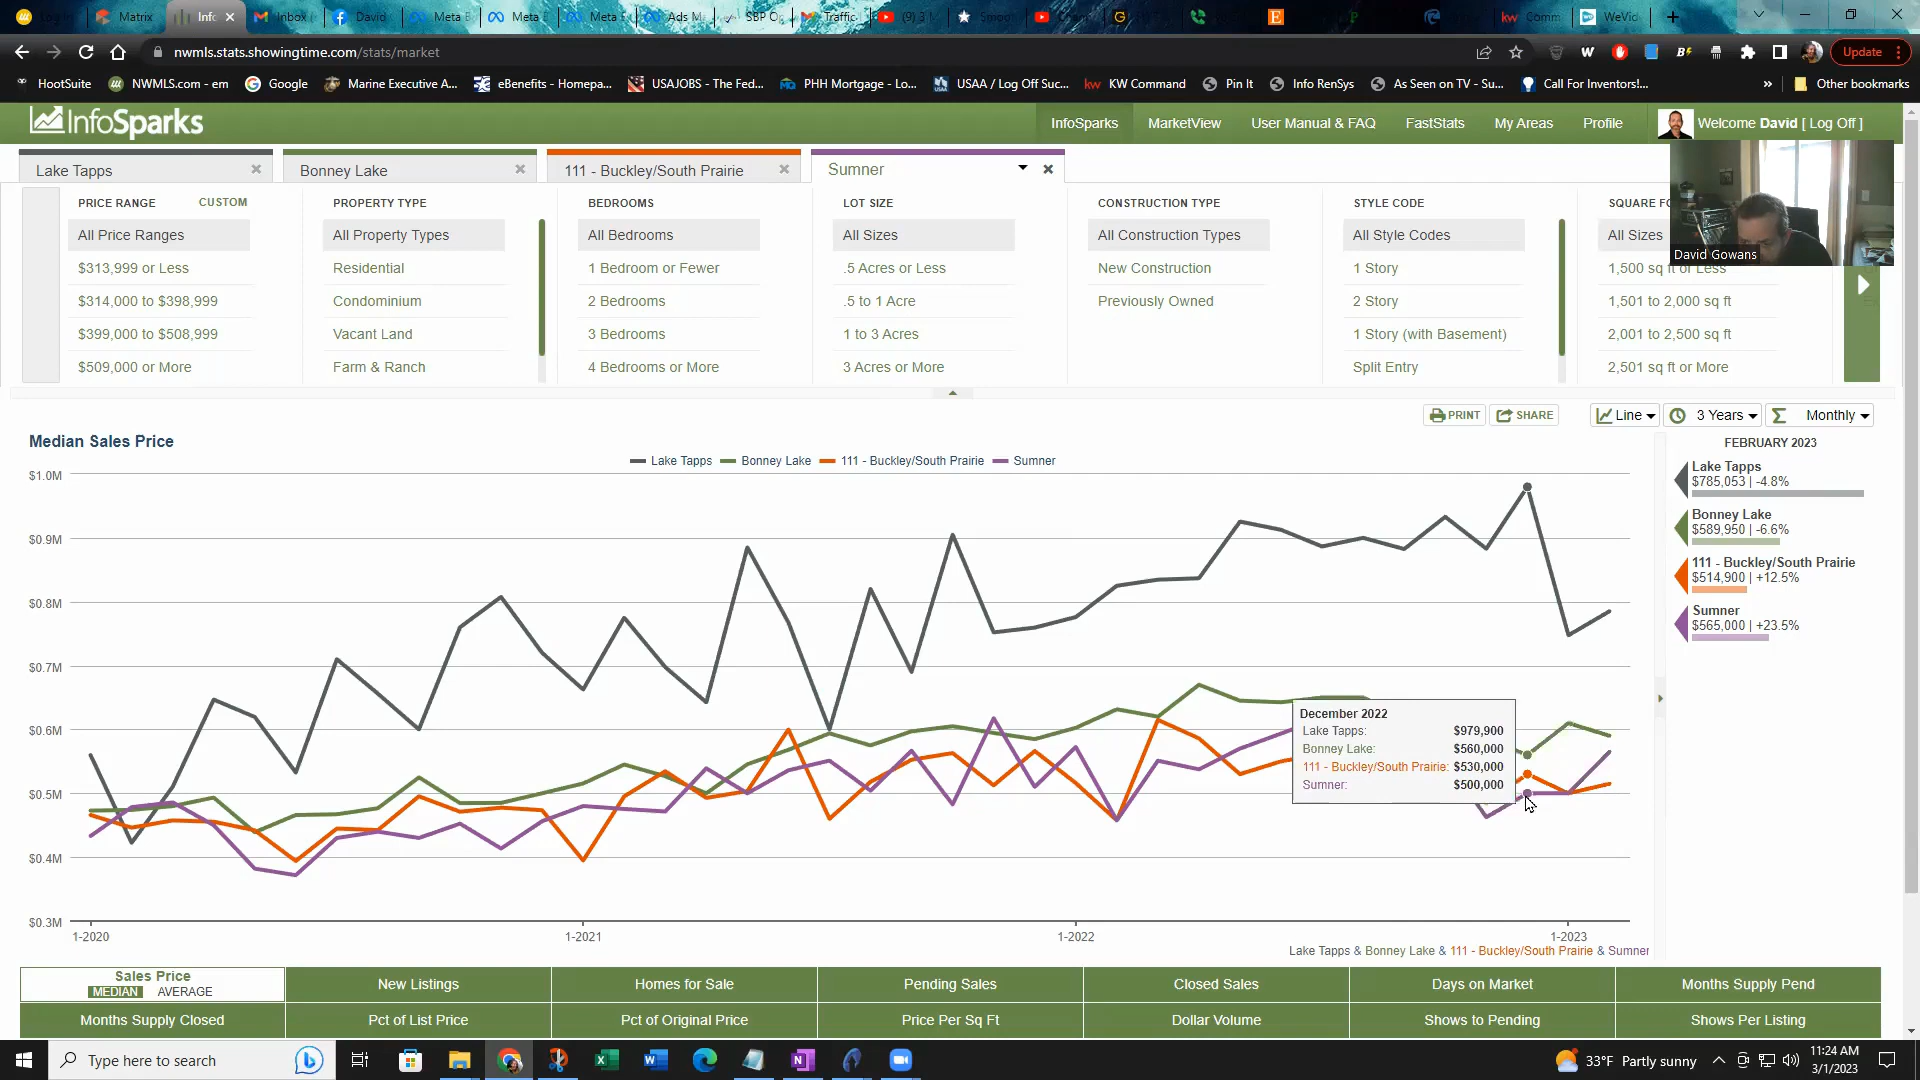 Matrix
Info
Inbox
David
Meta B
Meta E
Meta f
Ads M
SBP Op
Traffic
(9) 3
Smoot
Comm
WeVid
nwmls.stats.showingtime.com/stats/market
Update
HootSuite
NWMLS.com - em
Google
Marine Executive A...
eBenefits - Homepa...
USAJOBS - The Fed...
PHH Mortgage - Lo...
USAA / Log Off Suc...
KW Command
Pin It
Info RenSys
As Seen on TV - Su...
Call For Inventors!...
»
Other bookmarks
InfoSparks
InfoSparks
MarketView
User Manual & FAQ
FastStats
My Areas
Profile
Welcome David [ Log Off ]
Lake Tapps
Bonney Lake
111 - Buckley/South Prairie
Sumner
PRICE RANGE CUSTOM
All Price Ranges
$313,999 or Less
$314,000 to $398,999
$399,000 to $508,999
$509,000 or More
PROPERTY TYPE
All Property Types
Residential
Condominium
Vacant Land
Farm & Ranch
BEDROOMS
All Bedrooms
1 Bedroom or Fewer
2 Bedrooms
3 Bedrooms
4 Bedrooms or More
LOT SIZE
All Sizes
.5 Acres or Less
.5 to 1 Acre
1 to 3 Acres
3 Acres or More
CONSTRUCTION TYPE
All Construction Types
New Construction
Previously Owned
STYLE CODE
All Style Codes
1 Story
2 Story
1 Story (with Basement)
Split Entry
SQUARE FO
All Sizes
1,500 sq ft or Less
1,501 to 2,000 sq ft
2,001 to 2,500 sq ft
2,501 sq ft or More
David Gowans
PRINT
SHARE
Line
3 Years
Monthly
Median Sales Price
Lake Tapps Bonney Lake 111 - Buckley/South Prairie Sumner
$1.0M
$0.9M
$0.8M
$0.7M
$0.6M
$0.5M
$0.4M
$0.3M
1-2020
1-2021
1-2022
1-2023
December 2022
Lake Tapps: $979,900
Bonney Lake: $560,000
111 - Buckley/South Prairie: $530,000
Sumner: $500,000
Lake Tapps & Bonney Lake & 111 - Buckley/South Prairie & Sumner
FEBRUARY 2023
Lake Tapps
$785,053 | -4.8%
Bonney Lake
$589,950 | -6.6%
111 - Buckley/South Prairie
$514,900 | +12.5%
Sumner
$565,000 | +23.5%
Sales Price
MEDIAN AVERAGE
New Listings
Homes for Sale
Pending Sales
Closed Sales
Days on Market
Months Supply Pend
Months Supply Closed
Pct of List Price
Pct of Original Price
Price Per Sq Ft
Dollar Volume
Shows to Pending
Shows Per Listing
Type here to search
33°F Partly sunny
11:24 AM
3/1/2023